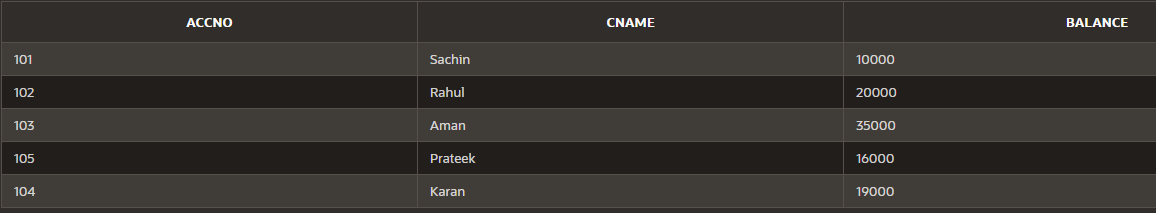 ACCNO CNAME BALANCE
101 Sachin 10000
102 Rahul 20000
103 Aman 35000
105 Prateek 16000
104 Karan 19000